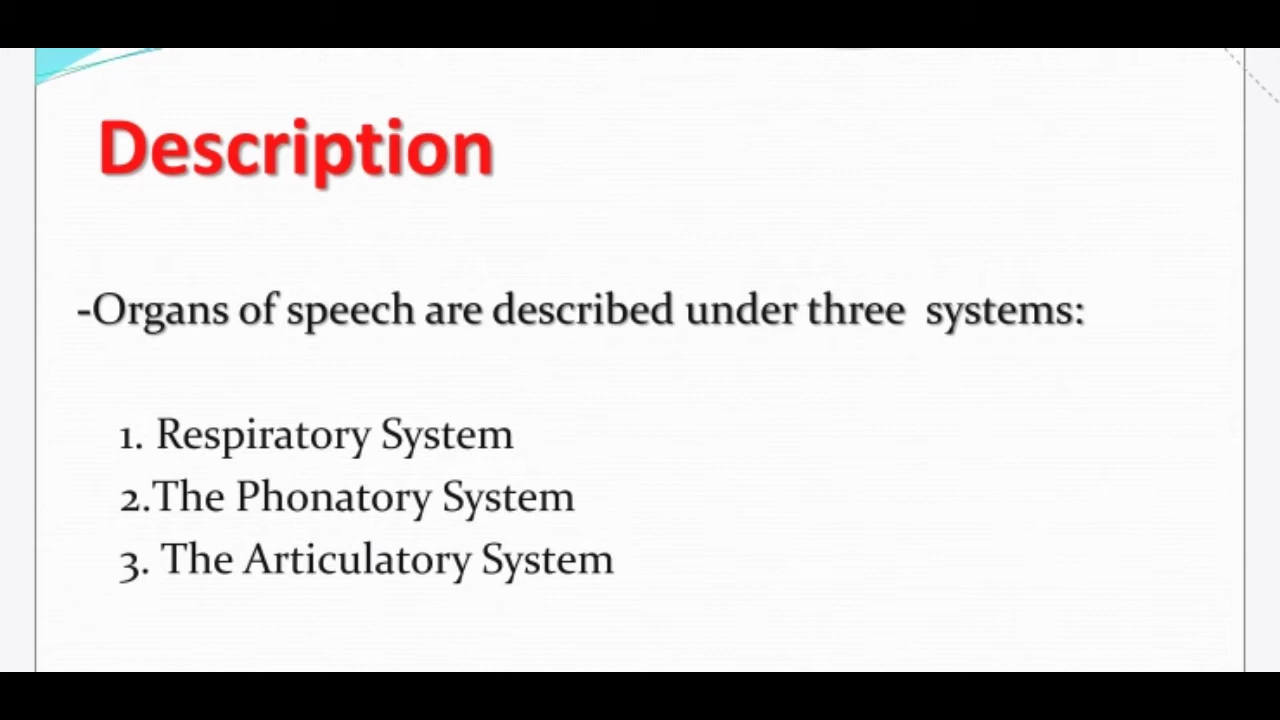 Description
-Organs of speech are described under three  systems:
1. Respiratory System
2.The Phonatory System
3. The Articulatory System